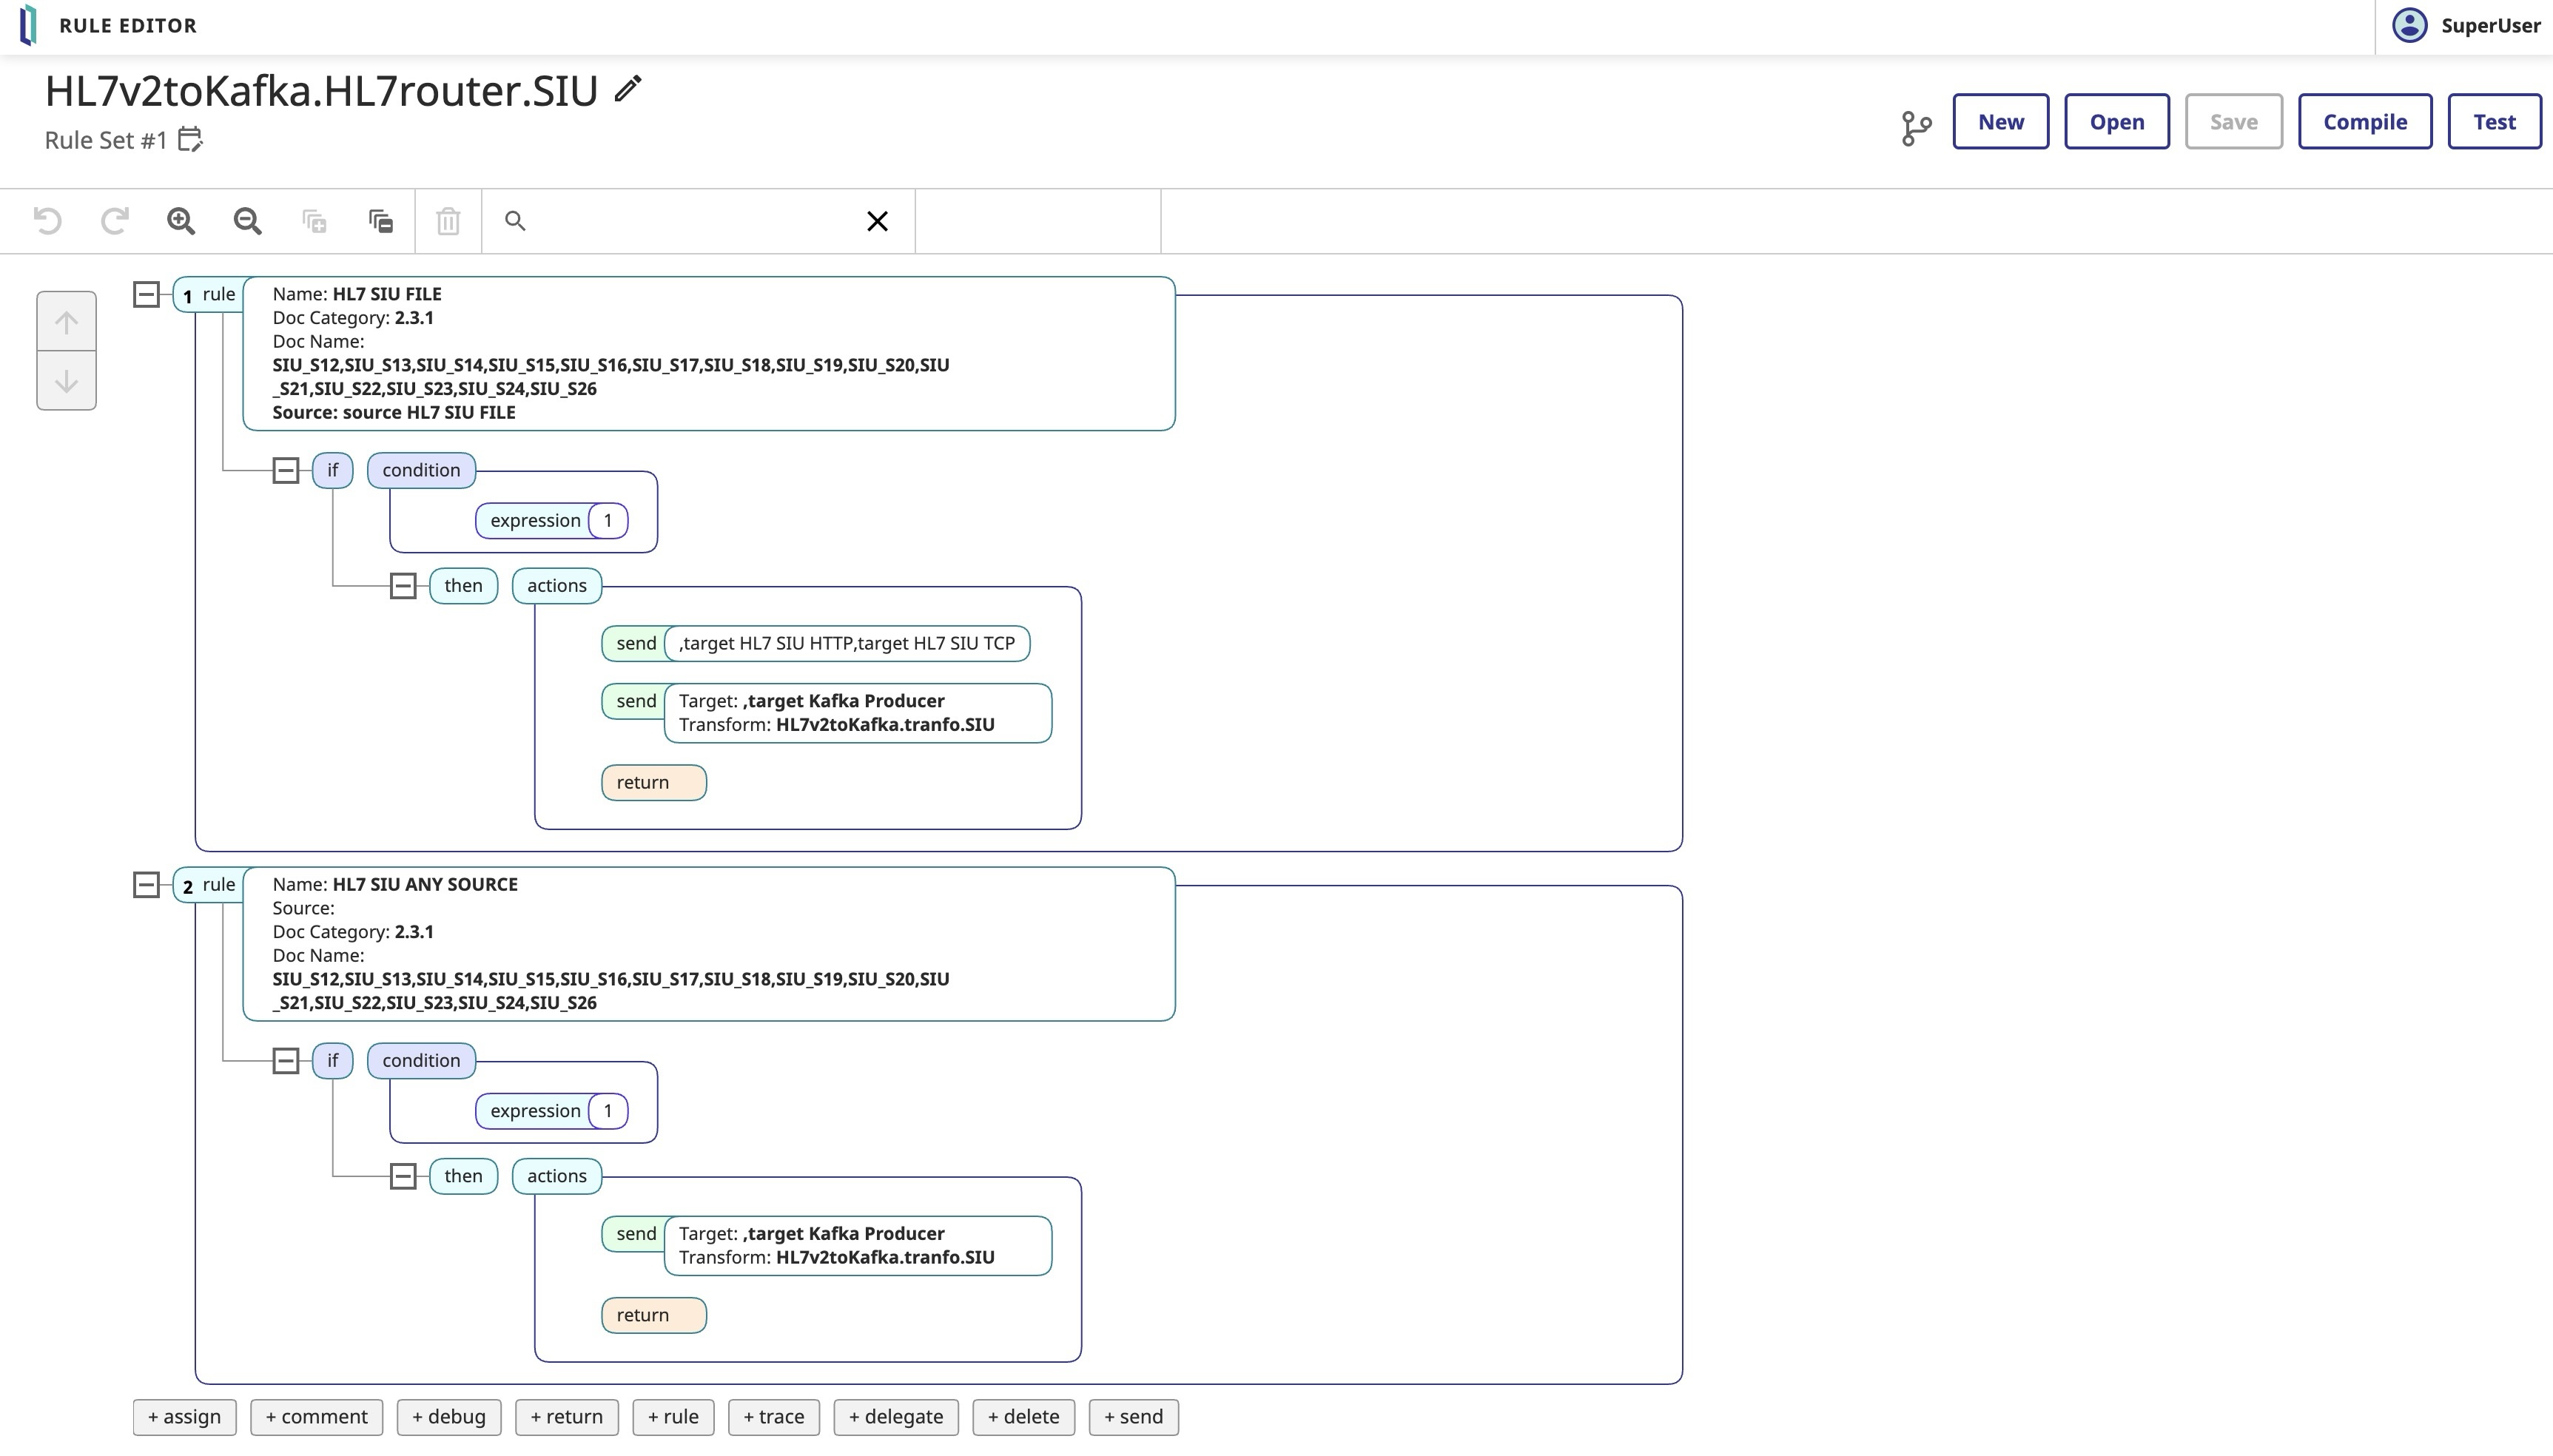 RULE EDITOR
SuperUser
HL7v2toKafka.HL7router.SIU
Rule Set #1
New
Open
Save
Compile
Test
1 rule
Name: HL7 SIU FILE
Doc Category: 2.3.1
Doc Name:
SIU_S12,SIU_S13,SIU_S14,SIU_S15,SIU_S16,SIU_S17,SIU_S18,SIU_S19,SIU_S20,SIU
_S21,SIU_S22,SIU_S23,SIU_S24,SIU_S26
Source: source HL7 SIU FILE
if condition
expression 1
then actions
send ,target HL7 SIU HTTP,target HL7 SIU TCP
send Target: ,target Kafka Producer
Transform: HL7v2toKafka.tranfo.SIU
return
2 rule
Name: HL7 SIU ANY SOURCE
Source:
Doc Category: 2.3.1
Doc Name:
SIU_S12,SIU_S13,SIU_S14,SIU_S15,SIU_S16,SIU_S17,SIU_S18,SIU_S19,SIU_S20,SIU
_S21,SIU_S22,SIU_S23,SIU_S24,SIU_S26
if condition
expression 1
then actions
send Target: ,target Kafka Producer
Transform: HL7v2toKafka.tranfo.SIU
return
+ assign + comment + debug + return + rule + trace + delegate + delete + send